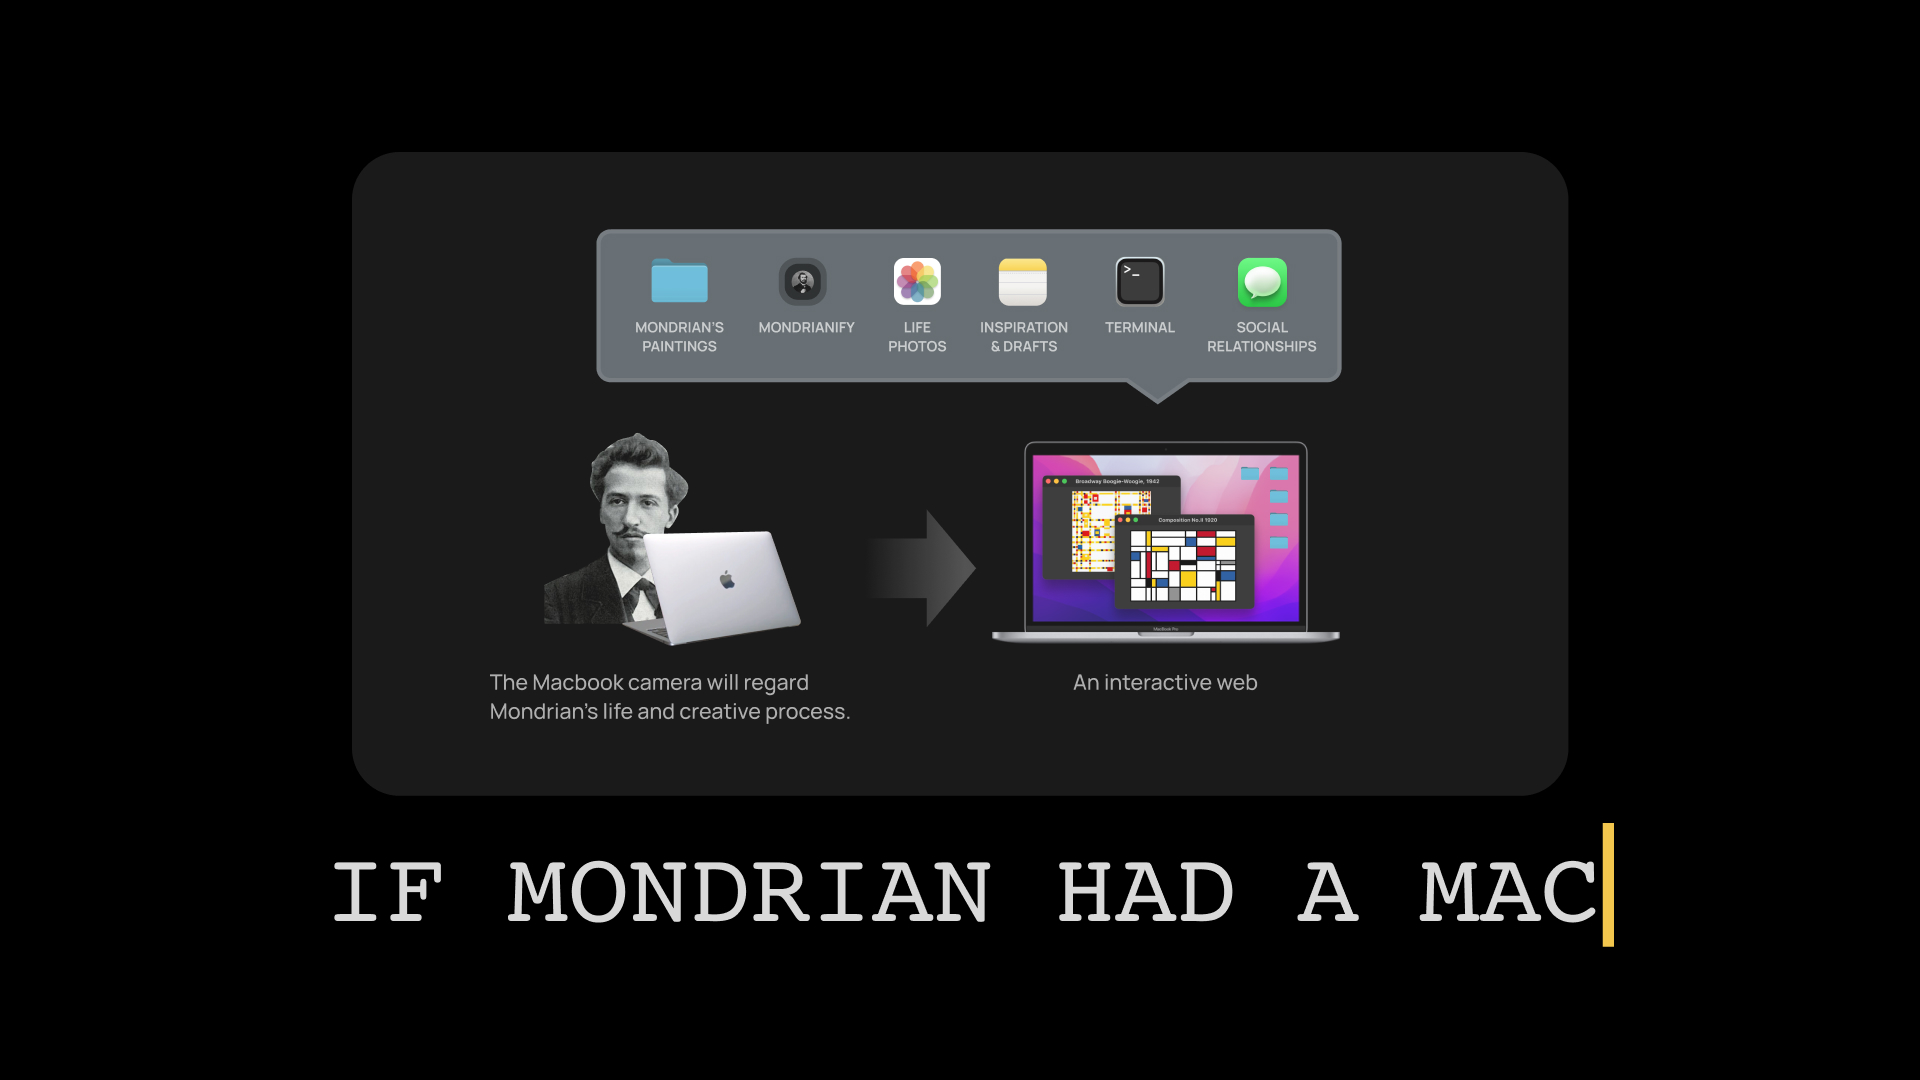 MONDRIAN'S
PAINTINGS
MONDRIANIFY
LIFE
PHOTOS
INSPIRATION
& DRAFTS
>_
TERMINAL
SOCIAL
RELATIONSHIPS
Broadway Boogie-Woogie, 1942
Composition No.II 1920
MacBook Pro
The Macbook camera will regard
Mondrian's life and creative process.
An interactive web
IF MONDRIAN HAD A MAC